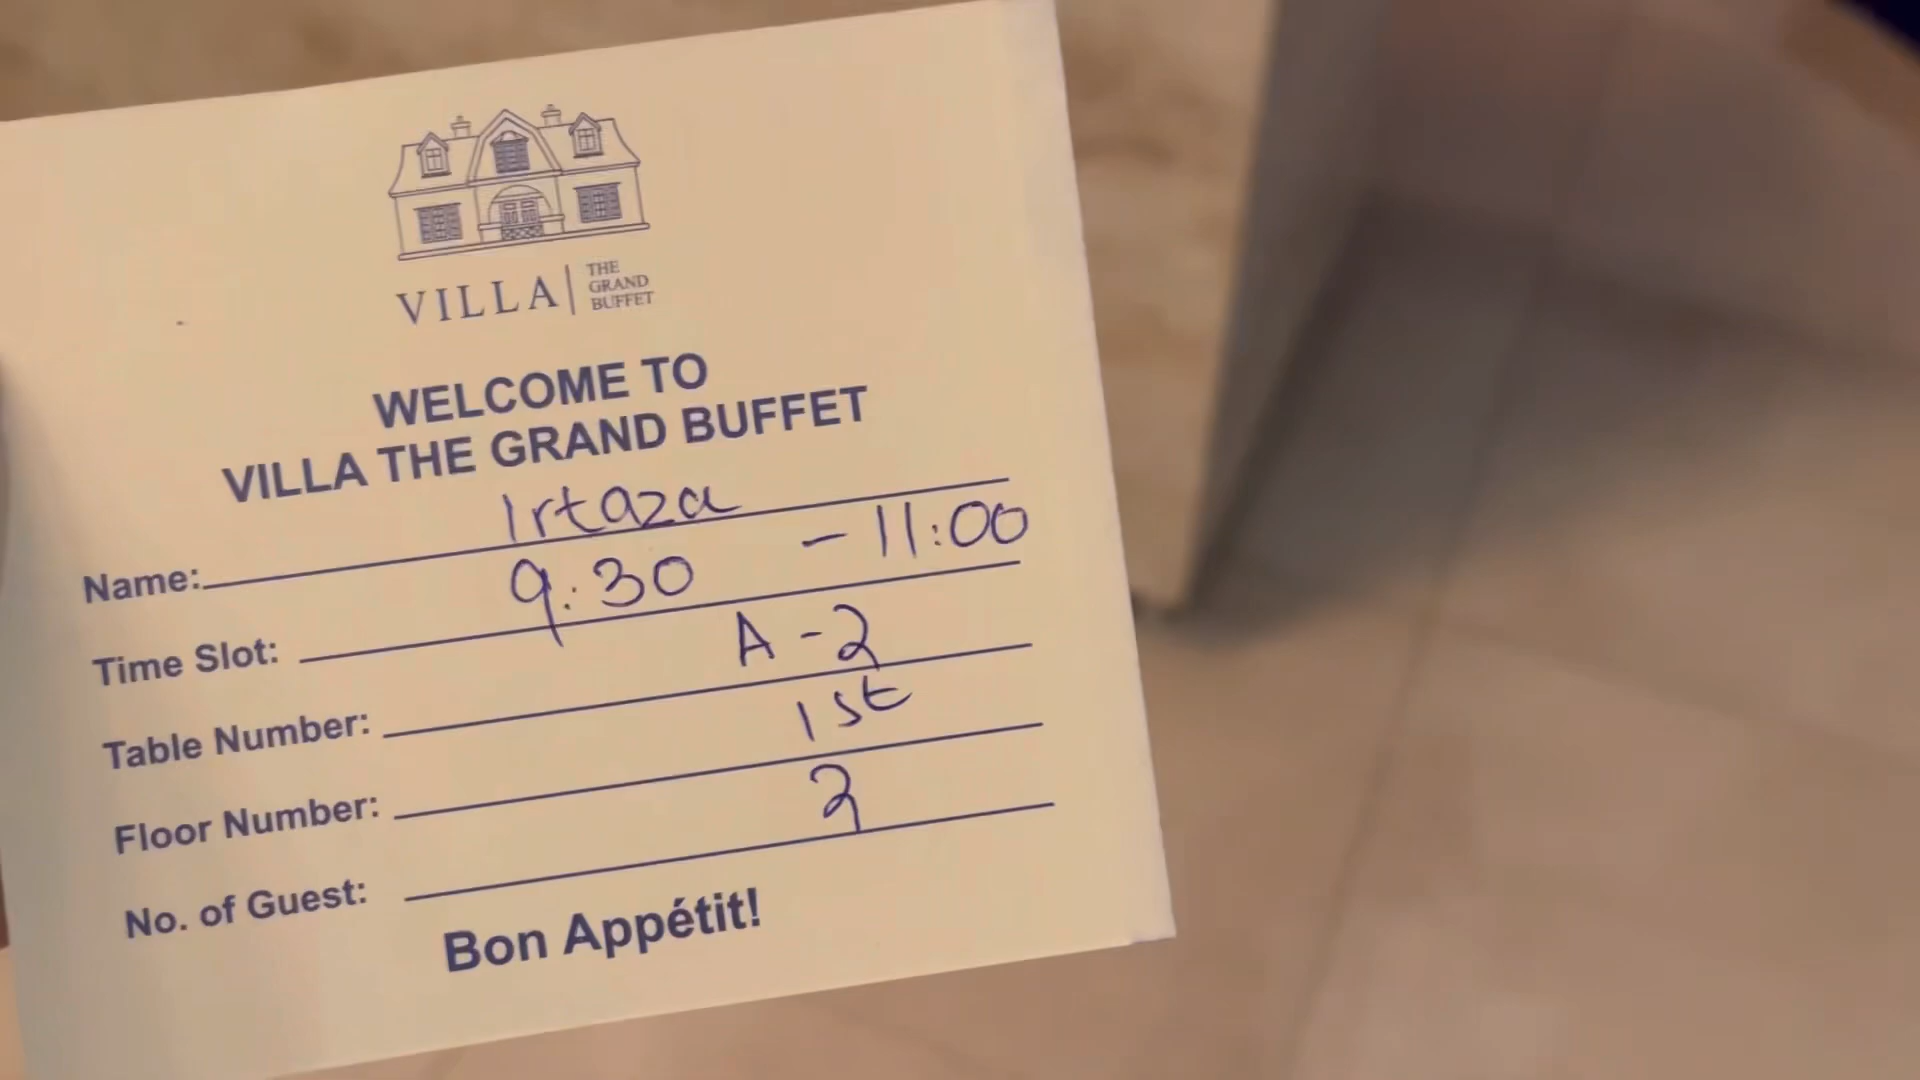 VILLA | THE GRAND BUFFET
WELCOME TO
VILLA THE GRAND BUFFET
Name: Irtaza
Time Slot: 9:30 - 11:00
Table Number: A-2
Floor Number: 1st
No. of Guest: 2
Bon Appétit!